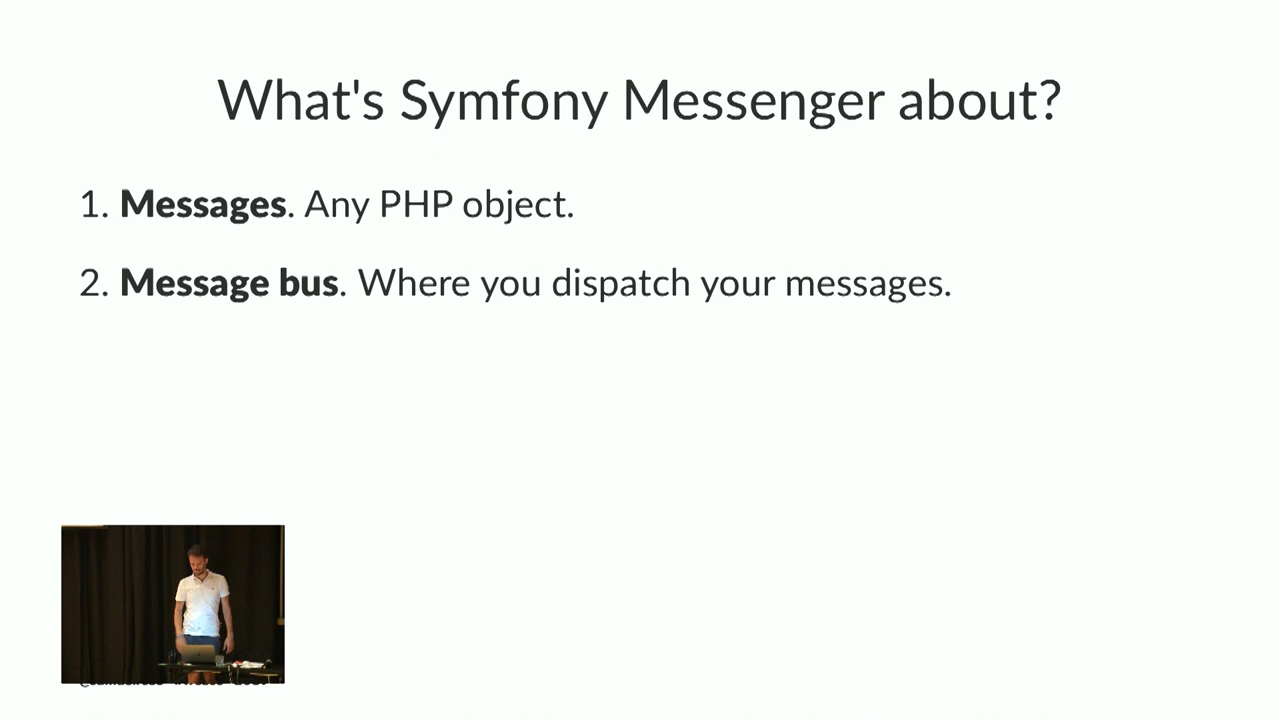 What's Symfony Messenger about?
1. Messages. Any PHP object.
2. Message bus. Where you dispatch your messages.